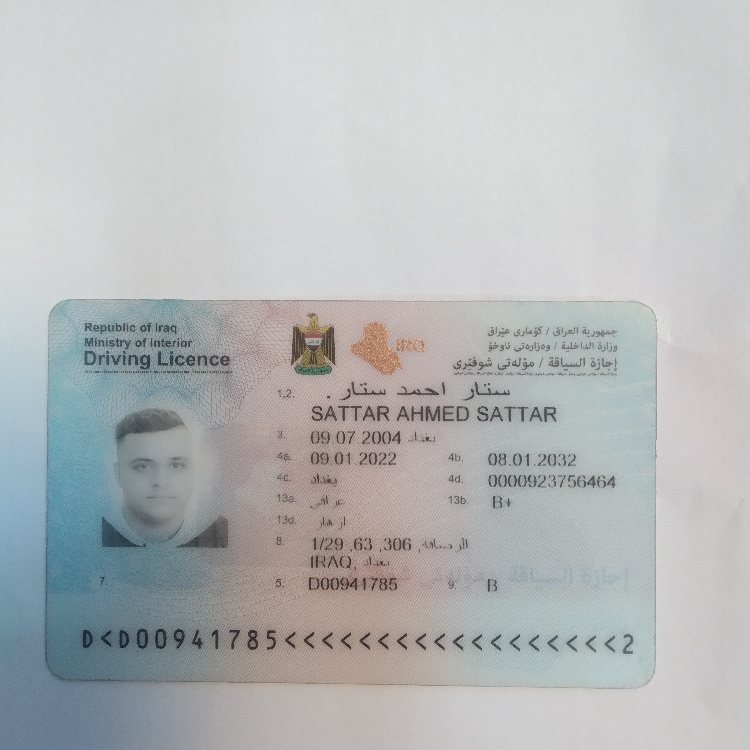 Republic of Iraq
Ministry of Interior
Driving Licence
IRQ
جمهورية العراق / كۆماری عێراق
وزارة الداخلية / وەزارەتی ناوخۆ
إجازة السياقة / مۆڵەتی شوفێری
1,2. ستار احمد ستار .
SATTAR AHMED SATTAR
3. 09.07.2004 بغداد
4a. 09.01.2022 4b. 08.01.2032
4c. بغداد 4d. 0000923756464
13a. عراقي 13b. B+
13d. ازهار
8. الرصافة, 306, 63, 1/29
بغداد, IRAQ
7. 5. D00941785 9. B
إجازة السياقة
D<D00941785<<<<<<<<<<<<<<<<<<2